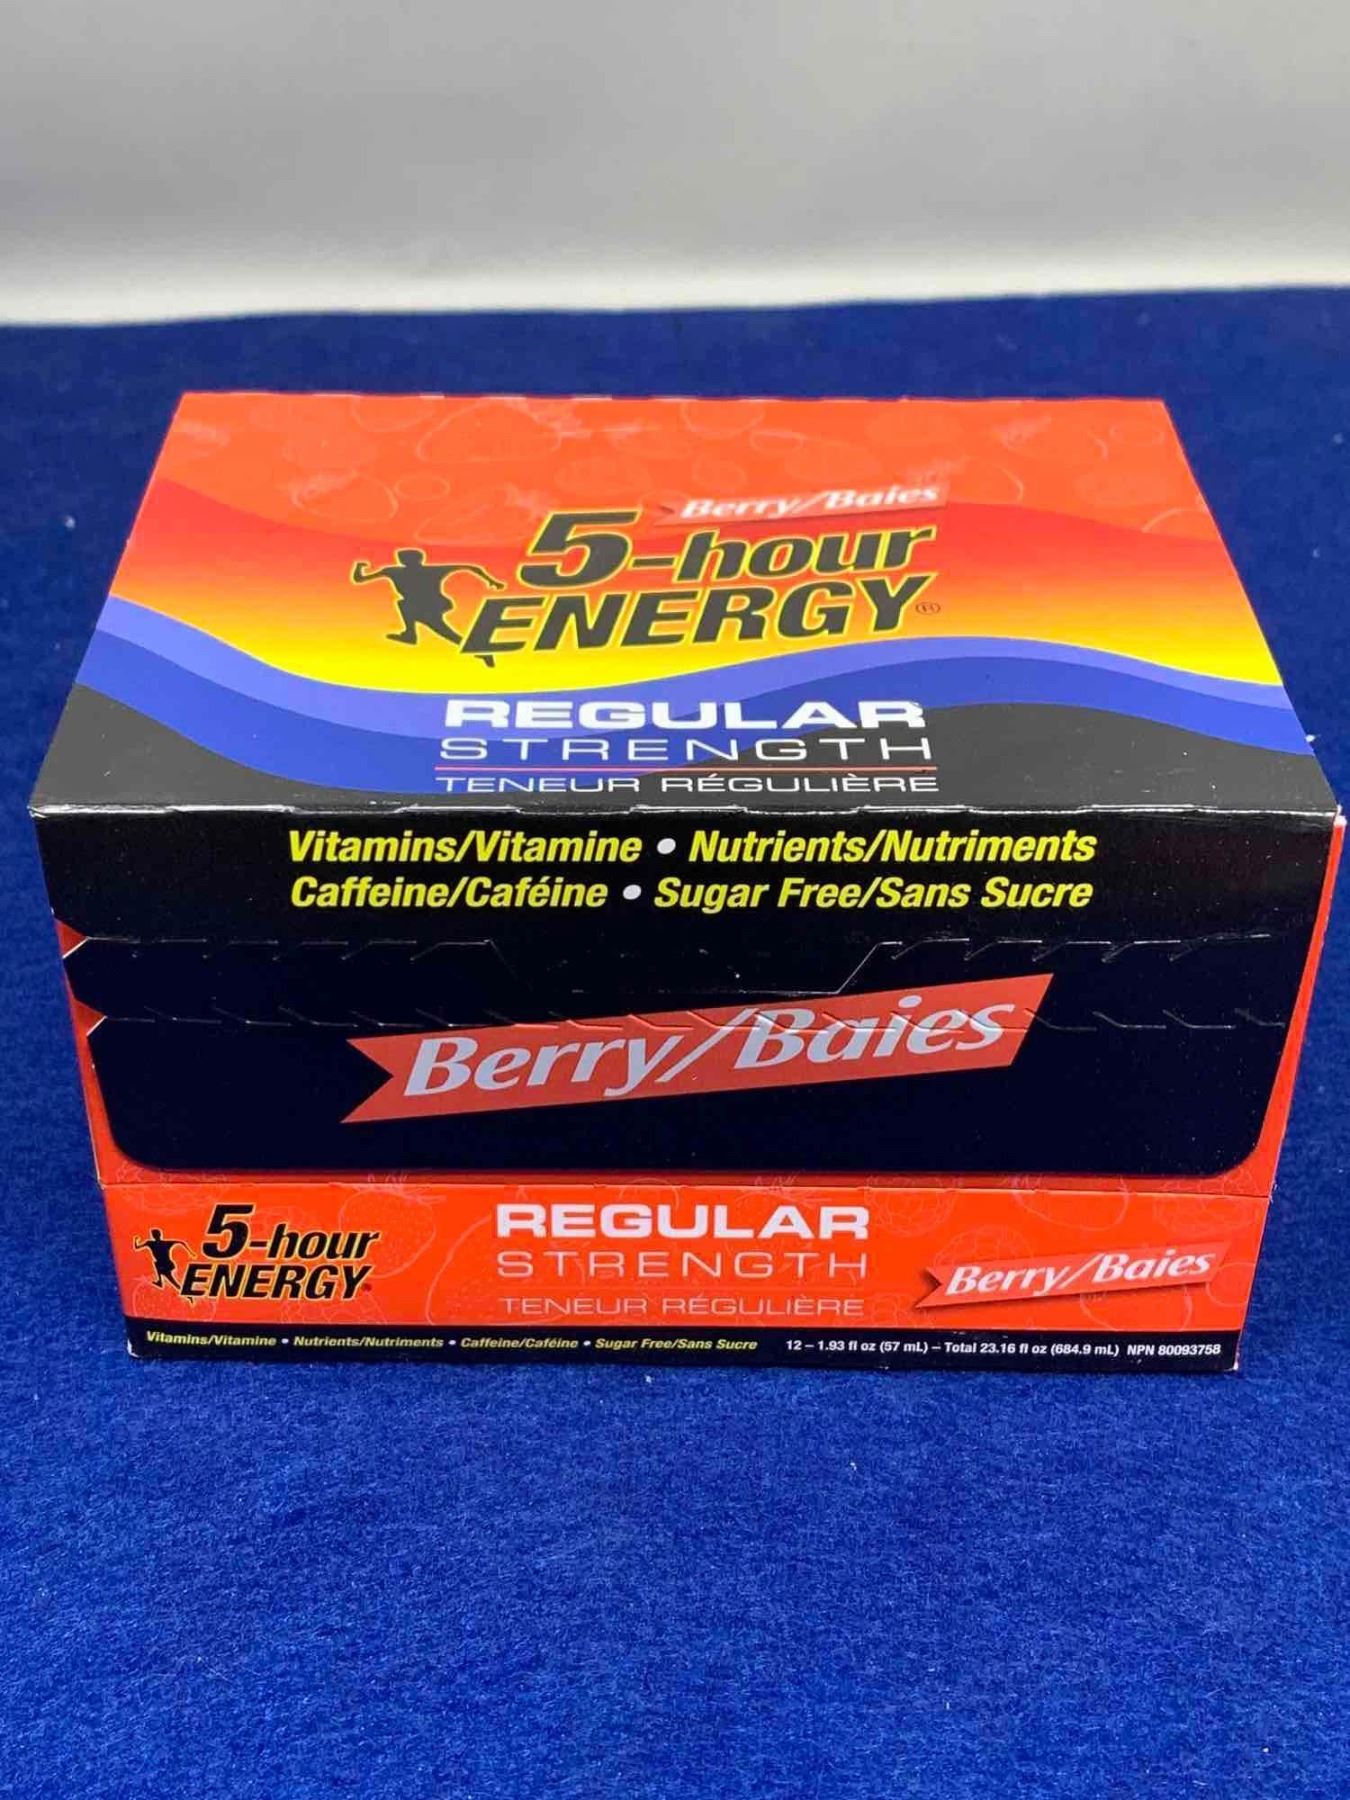 Berry/Baies
5-hour
ENERGY®
REGULAR
STRENGTH
TENEUR RÉGULIÈRE
Vitamins/Vitamine • Nutrients/Nutriments
Caffeine/Caféine • Sugar Free/Sans Sucre
Berry/Baies
5-hour
ENERGY
REGULAR
STRENGTH
TENEUR RÉGULIÈRE
Berry/Baies
Vitamins/Vitamine • Nutrients/Nutriments • Caffeine/Caféine • Sugar Free/Sans Sucre 12 – 1.93 fl oz (57 mL) – Total 23.16 fl oz (684.9 mL) NPN 80093758